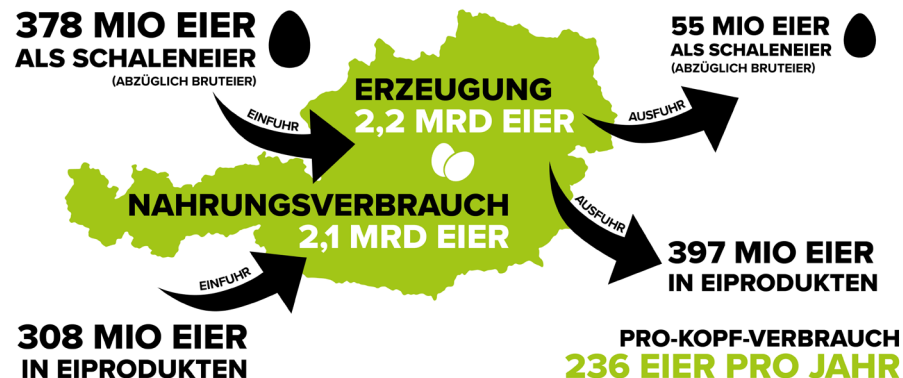 378 MIO EIER
ALS SCHALENEIER
(ABZÜGLICH BRUTEIER)
EINFUHR
55 MIO EIER
ALS SCHALENEIER
(ABZÜGLICH BRUTEIER)
AUSFUHR
ERZEUGUNG
2,2 MRD EIER
NAHRUNGSVERBRAUCH
2,1 MRD EIER
AUSFUHR
397 MIO EIER
IN EIPRODUKTEN
EINFUHR
308 MIO EIER
IN EIPRODUKTEN
PRO-KOPF-VERBRAUCH
236 EIER PRO JAHR